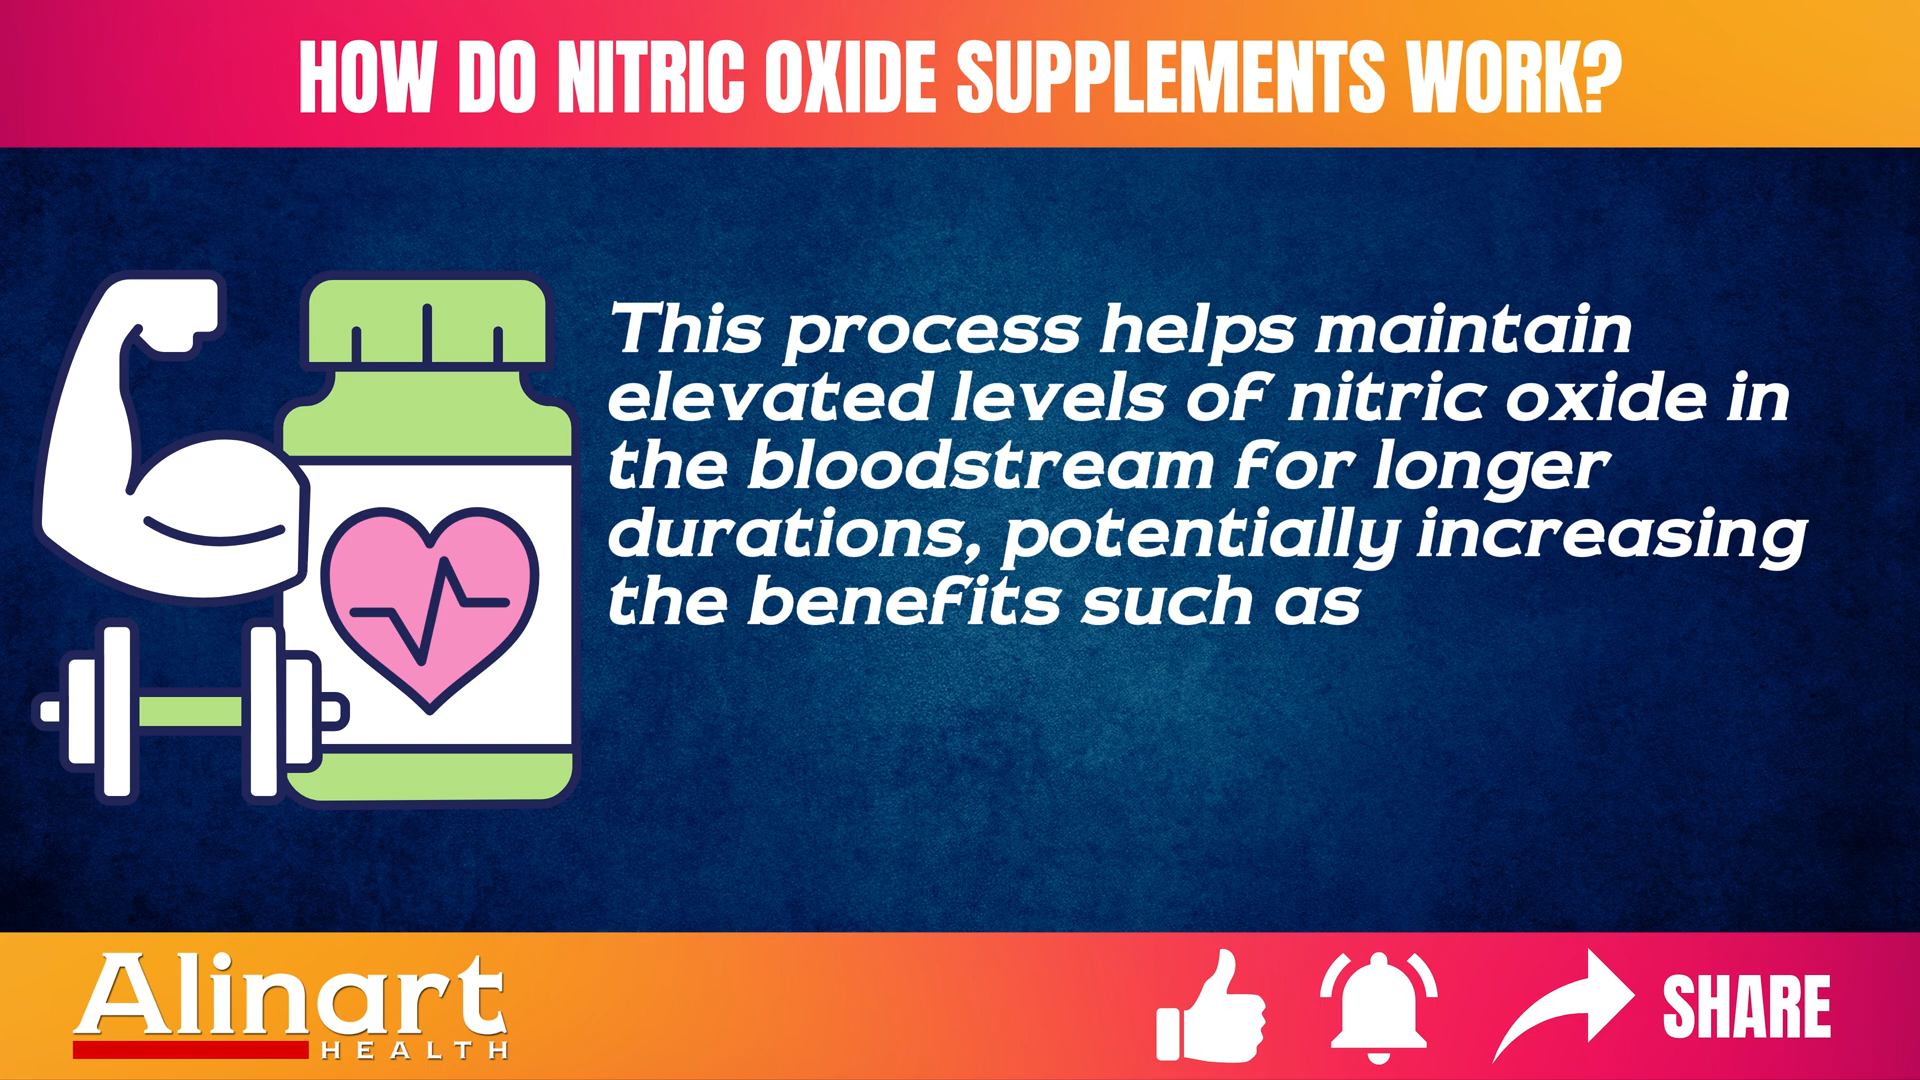 HOW DO NITRIC OXIDE SUPPLEMENTS WORK?
This process helps maintain
elevated levels of nitric oxide in
the bloodstream for longer
durations, potentially increasing
the benefits such as
Alinart
HEALTH
SHARE